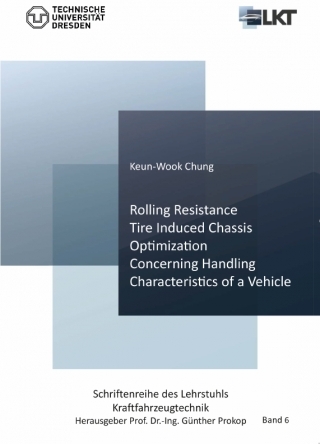 TECHNISCHE
UNIVERSITÄT
DRESDEN
LKT
Keun-Wook Chung
Rolling Resistance
Tire Induced Chassis
Optimization
Concerning Handling
Characteristics of a Vehicle
Schriftenreihe des Lehrstuhls
Kraftfahrzeugtechnik
Herausgeber Prof. Dr.-Ing. Günther Prokop
Band 6